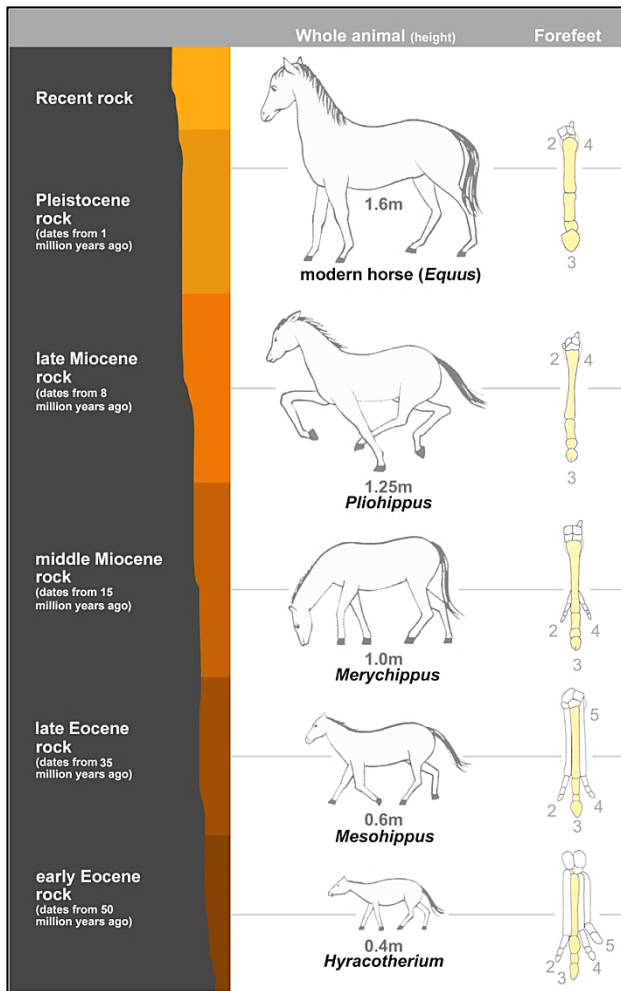 Whole animal (height) Forefeet
Recent rock
2 4
3
1.6m
modern horse (Equus)
Pleistocene
rock
(dates from 1
million years ago)
late Miocene
rock
(dates from 8
million years ago)
2 4
3
1.25m
Pliohippus
middle Miocene
rock
(dates from 15
million years ago)
2 4
3
1.0m
Merychippus
late Eocene
rock
(dates from 35
million years ago)
5
2 4
3
0.6m
Mesohippus
early Eocene
rock
(dates from 50
million years ago)
5
2 4
3
0.4m
Hyracotherium